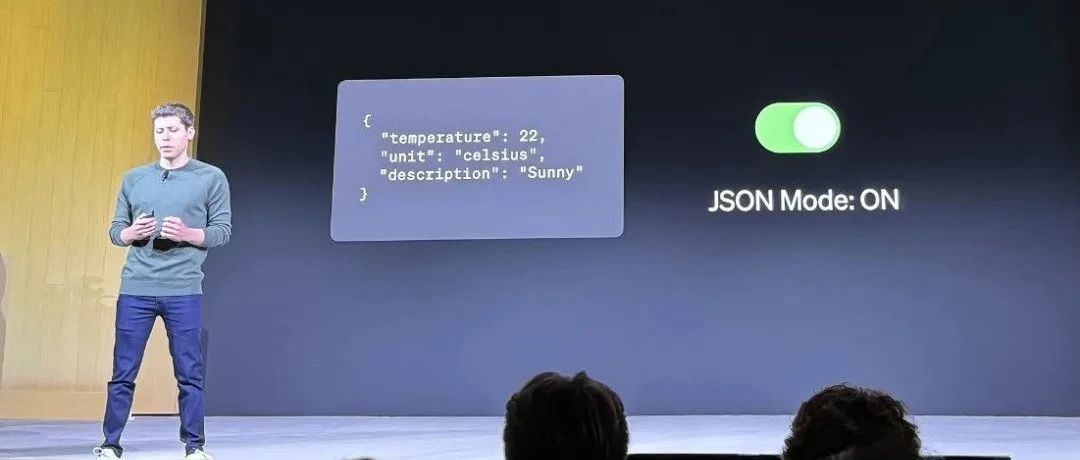 {
"temperature": 22,
"unit": "celsius",
"description": "Sunny"
}
JSON Mode: ON